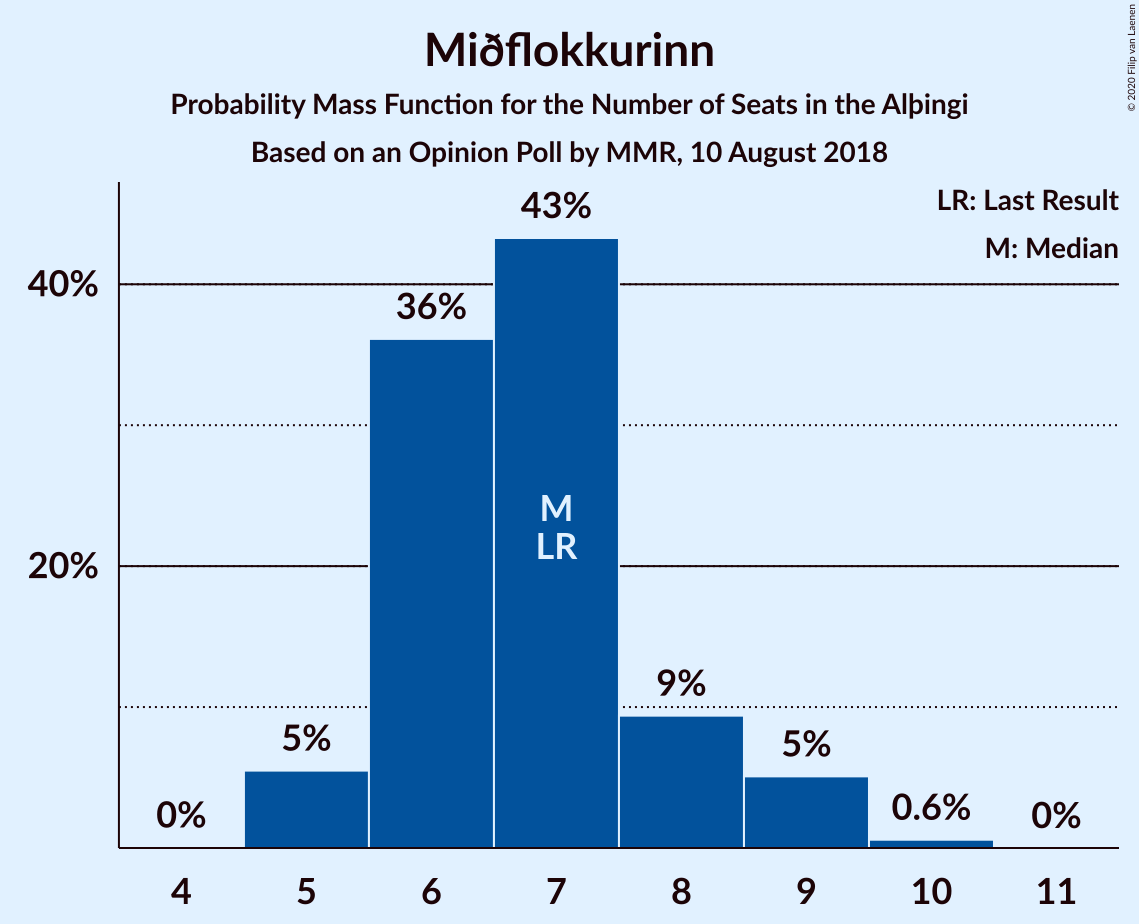 Miðflokkurinn
Probability Mass Function for the Number of Seats in the Alþingi
Based on an Opinion Poll by MMR, 10 August 2018
© 2020 Filip van Laenen
LR: Last Result
M: Median
43%
40%
36%
M
LR
20%
9%
5%
5%
0%
0.6%
0%
4 5 6 7 8 9 10 11